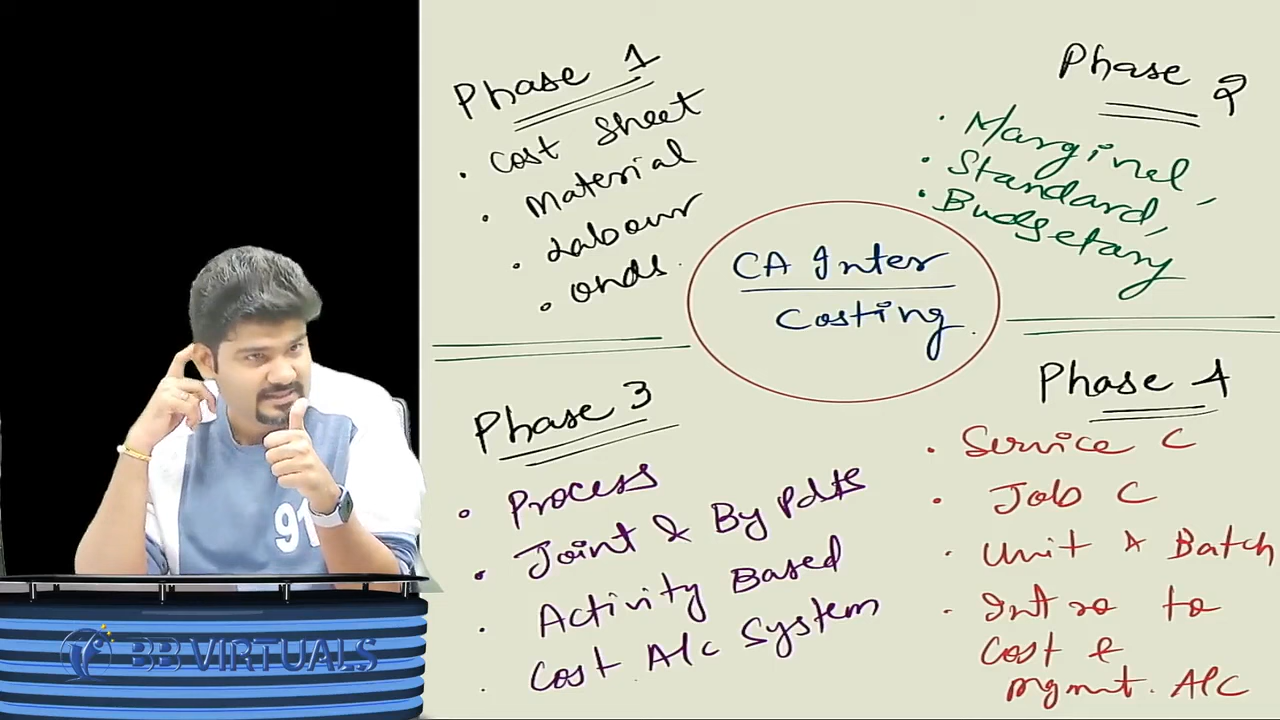 Phase 1
• Cost Sheet
• Material
• Labour
• OHDS.
Phase 2
• Marginal,
• Standard,
• Budgetary
CA Inter
Costing.
Phase 3
• Process
• Joint & By Pdts
• Activity Based
• Cost A/c System
Phase 4
• Service C
• Job C
• Unit & Batch
• Intro to
Cost &
Mgmt. A/C
91
BB VIRTUALS